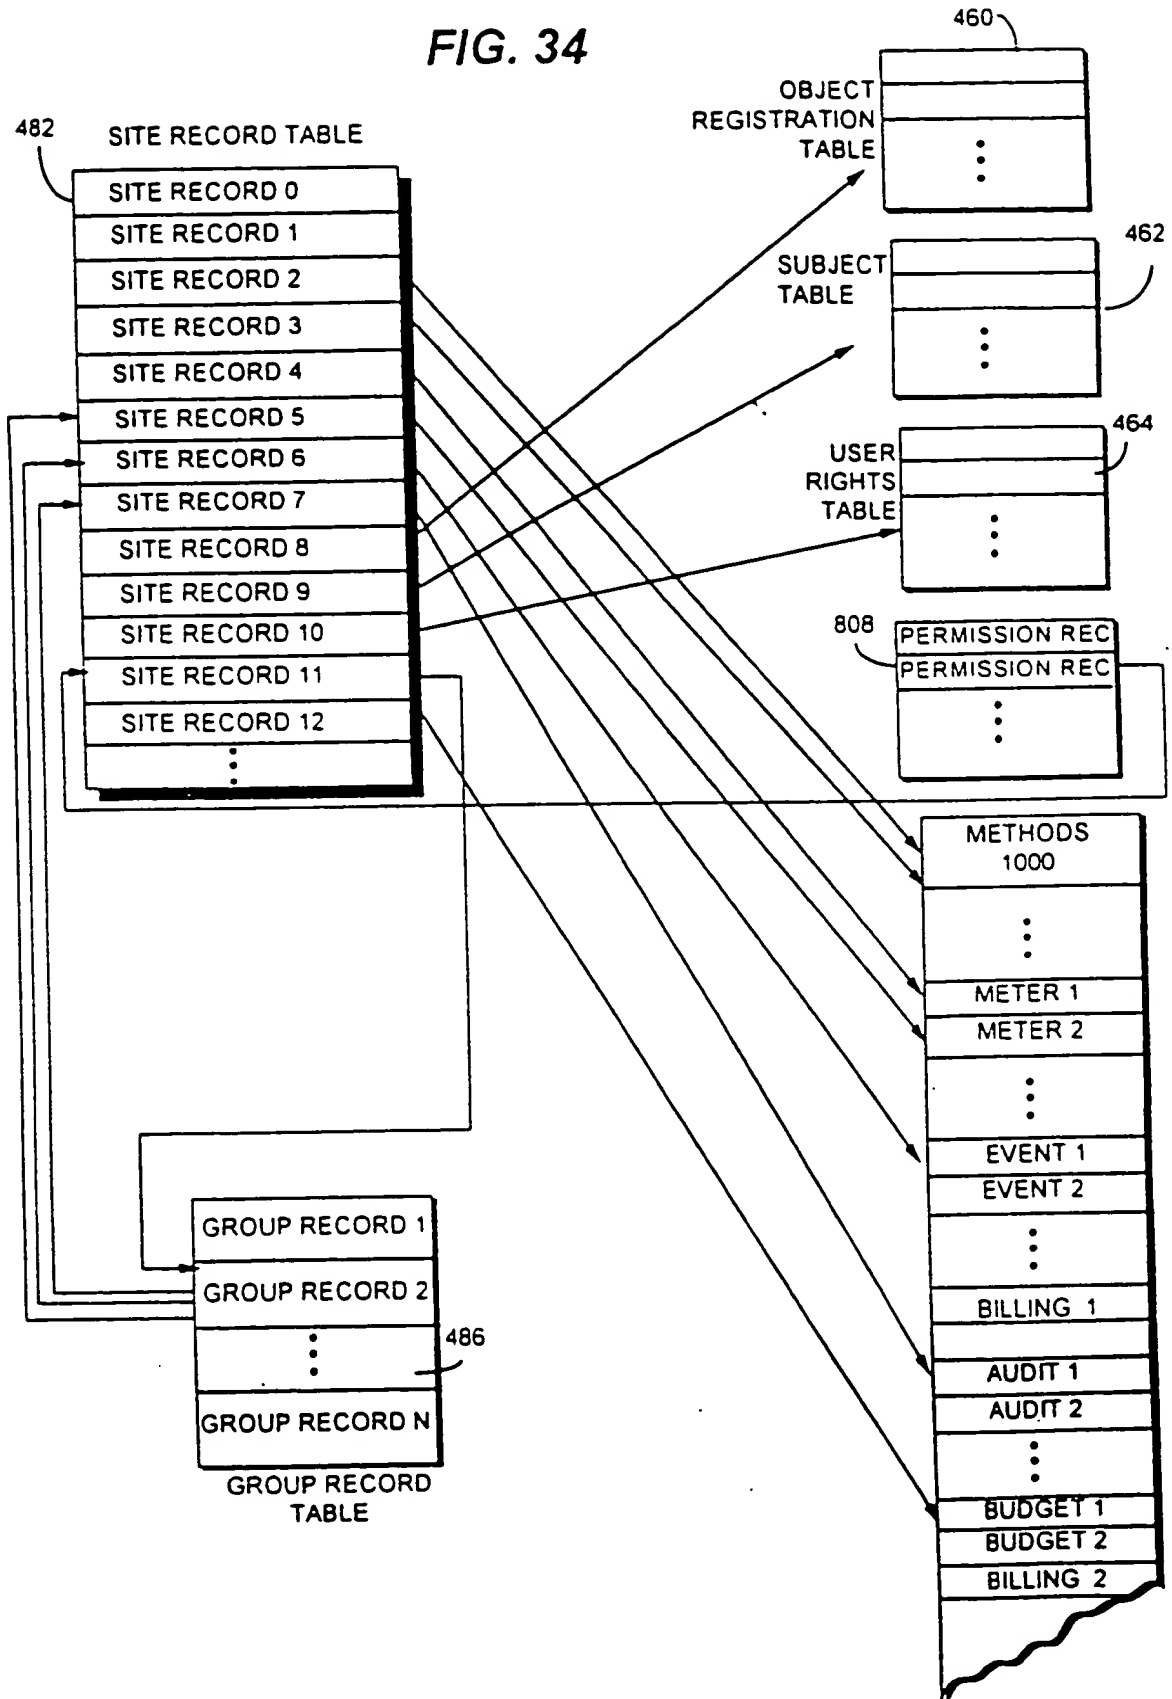 FIG. 34
482
SITE RECORD TABLE
SITE RECORD 0
SITE RECORD 1
SITE RECORD 2
SITE RECORD 3
SITE RECORD 4
SITE RECORD 5
SITE RECORD 6
SITE RECORD 7
SITE RECORD 8
SITE RECORD 9
SITE RECORD 10
SITE RECORD 11
SITE RECORD 12
460
OBJECT
REGISTRATION
TABLE
462
SUBJECT
TABLE
464
USER
RIGHTS
TABLE
808
PERMISSION REC
PERMISSION REC
METHODS
1000
METER 1
METER 2
EVENT 1
EVENT 2
BILLING 1
AUDIT 1
AUDIT 2
BUDGET 1
BUDGET 2
BILLING 2
GROUP RECORD 1
GROUP RECORD 2
486
GROUP RECORD N
GROUP RECORD
TABLE